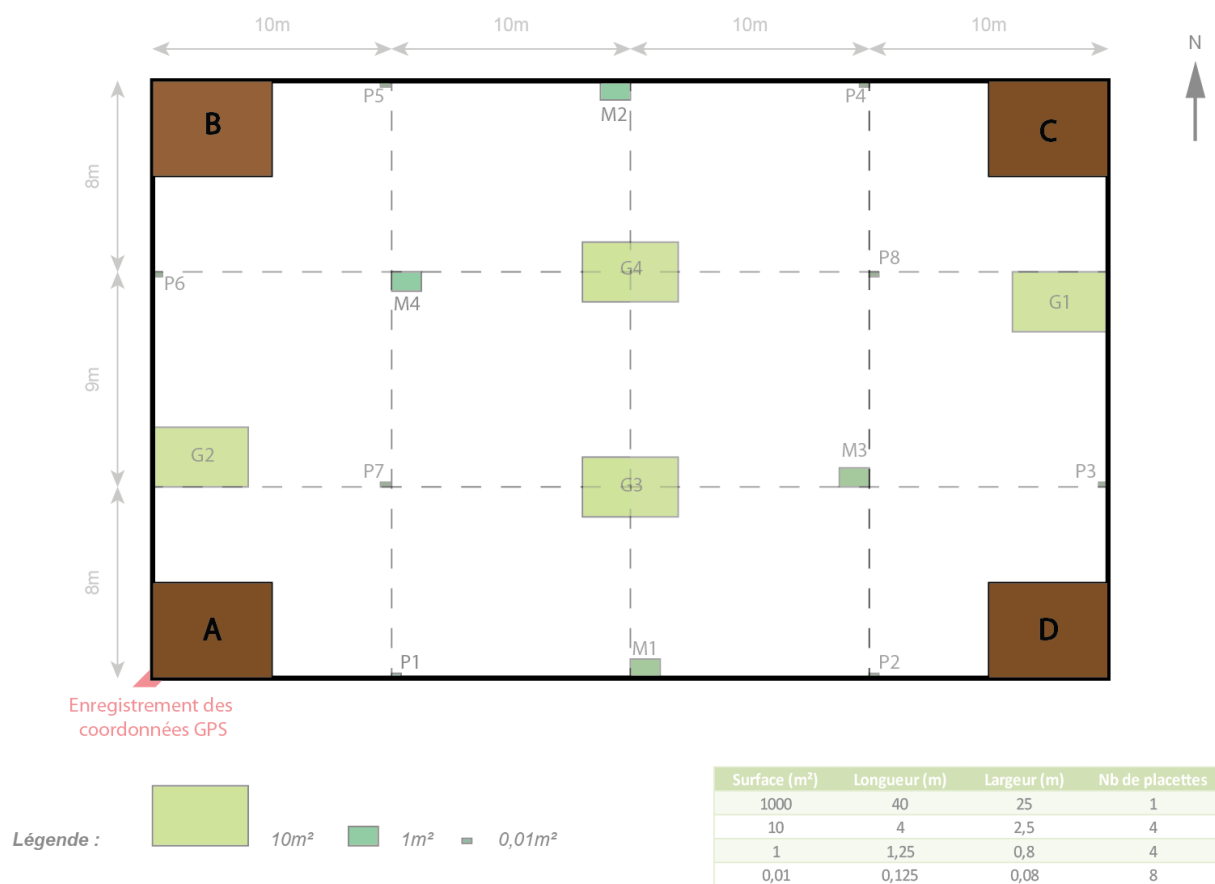 10m 10m 10m 10m
N
P5 P4
M2
B C
8m
P8
P6 G4
M4 G1
9m
M3
G2 P7 G3 P3
8m
A D
P1 M1 P2
Enregistrement des
coordonnées GPS
Surface (m²) Longueur (m) Largeur (m) Nb de placettes
1000 40 25 1
10 4 2,5 4
1 1,25 0,8 4
0,01 0,125 0,08 8
Légende : 10m² 1m² 0,01m²